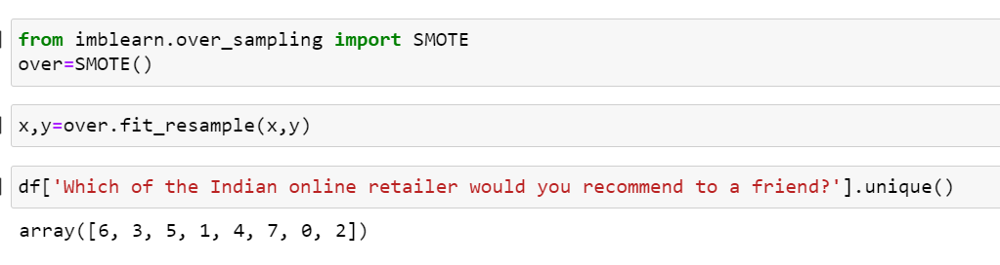 from imblearn.over_sampling import SMOTE
over=SMOTE()
x,y=over.fit_resample(x,y)
df['Which of the Indian online retailer would you recommend to a friend?'].unique()
array([6, 3, 5, 1, 4, 7, 0, 2])